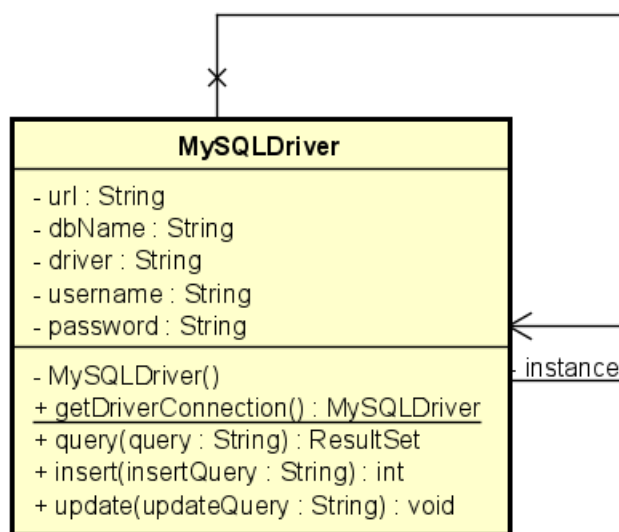 MySQLDriver
- url : String
- dbName : String
- driver : String
- username : String
- password : String
- MySQLDriver()
+ getDriverConnection() : MySQLDriver
+ query(query : String) : ResultSet
+ insert(insertQuery : String) : int
+ update(updateQuery : String) : void
- instance